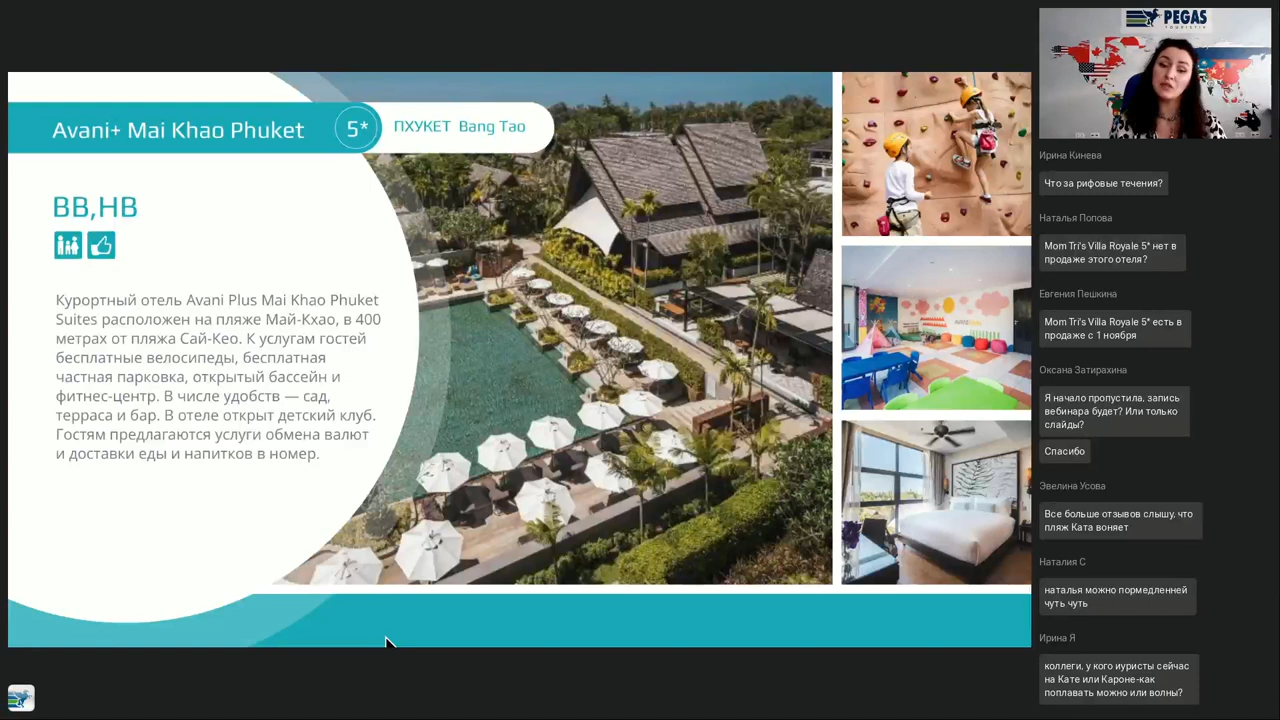 Avani+ Mai Khao Phuket
5*
ПХУКЕТ Bang Tao
BB,HB
Курортный отель Avani Plus Mai Khao Phuket
Suites расположен на пляже Май-Кхао, в 400
метрах от пляжа Сай-Кео. К услугам гостей
бесплатные велосипеды, бесплатная
частная парковка, открытый бассейн и
фитнес-центр. В числе удобств — сад,
терраса и бар. В отеле открыт детский клуб.
Гостям предлагаются услуги обмена валют
и доставки еды и напитков в номер.
PEGAS
TOURISTIK
Ирина Кинева
Что за рифовые течения?
Наталья Попова
Mom Tri's Villa Royale 5* нет в
продаже этого отеля?
Евгения Пешкина
Mom Tri's Villa Royale 5* есть в
продаже с 1 ноября
Оксана Затирахина
Я начало пропустила, запись
вебинара будет? Или только
слайды?
Спасибо
Эвелина Усова
Все больше отзывов слышу, что
пляж Ката воняет
Наталия С
наталья можно пормедленней
чуть чуть
Ирина Я
коллеги, у кого иуристы сейчас
на Кате или Кароне-как
поплавать можно или волны?